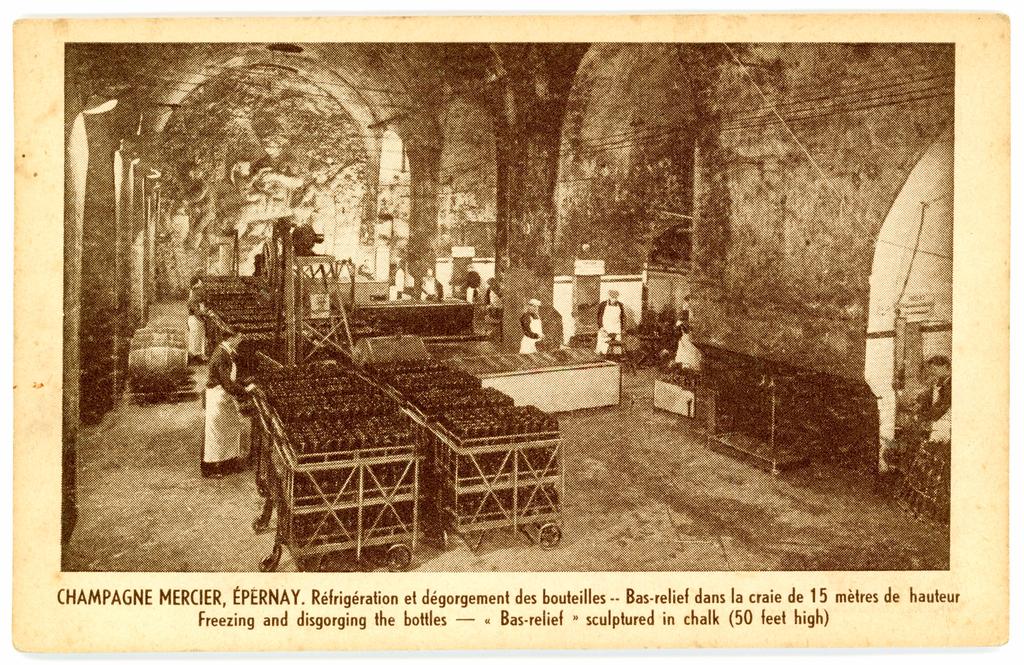 CHAMPAGNE MERCIER, ÉPERNAY. Réfrigération et dégorgement des bouteilles -- Bas-relief dans la craie de 15 mètres de hauteur
Freezing and disgorging the bottles — « Bas-relief » sculptured in chalk (50 feet high)